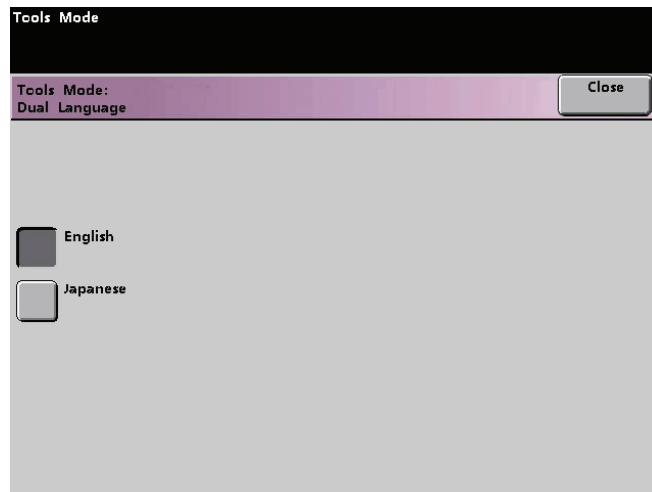 Tools Mode
Tools Mode:
Dual Language
Close
English
Japanese